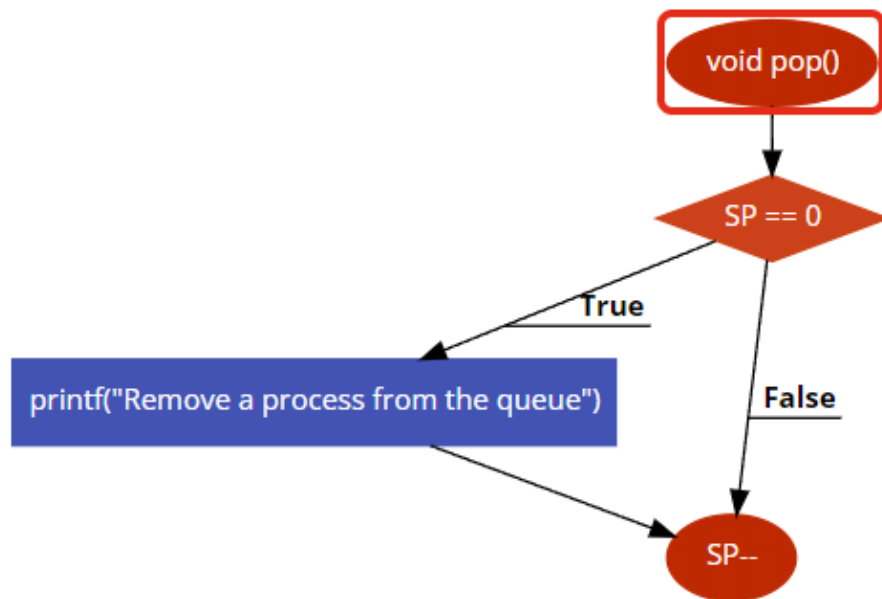 void pop()
SP == 0
True
printf("Remove a process from the queue")
False
SP--